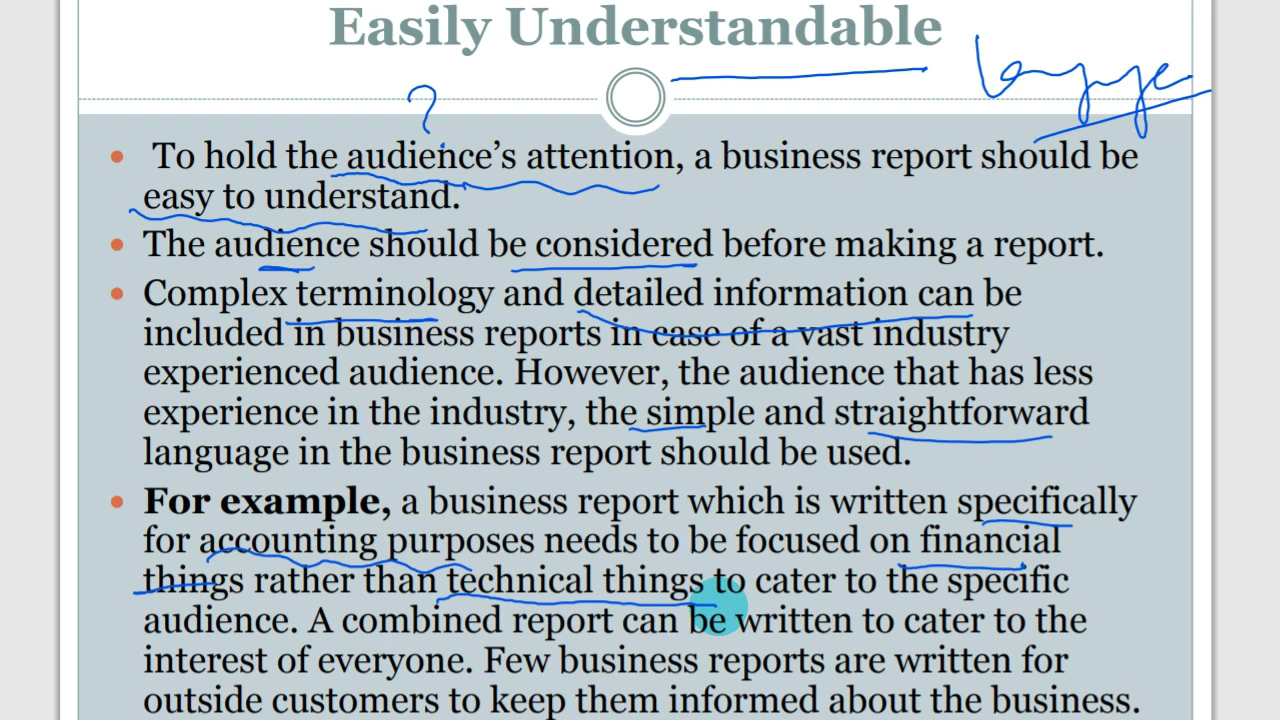 Easily Understandable
language
?
To hold the audience's attention, a business report should be
easy to understand.
The audience should be considered before making a report.
Complex terminology and detailed information can be
included in business reports in case of a vast industry
experienced audience. However, the audience that has less
experience in the industry, the simple and straightforward
language in the business report should be used.
For example, a business report which is written specifically
for accounting purposes needs to be focused on financial
things rather than technical things to cater to the specific
audience. A combined report can be written to cater to the
interest of everyone. Few business reports are written for
outside customers to keep them informed about the business.